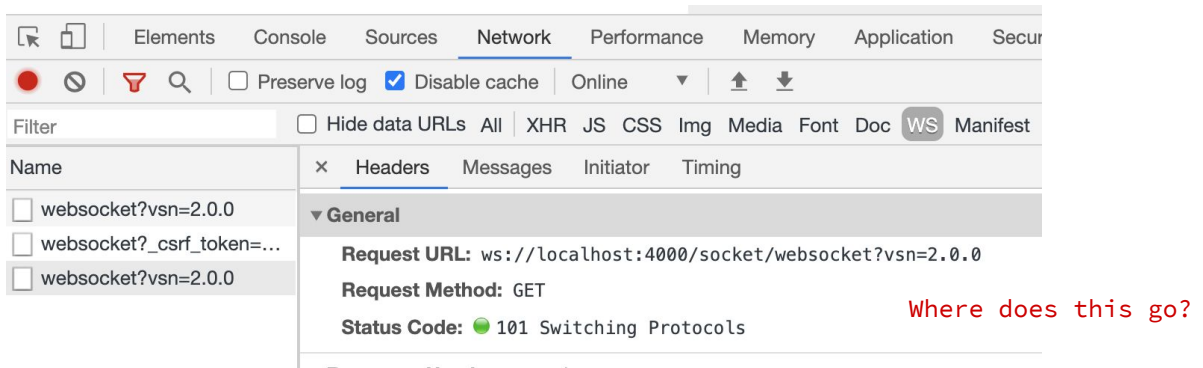 Elements Console Sources Network Performance Memory Application Secur
Preserve log Disable cache Online
Filter Hide data URLs All XHR JS CSS Img Media Font Doc WS Manifest
Name × Headers Messages Initiator Timing
websocket?vsn=2.0.0
websocket?_csrf_token=...
websocket?vsn=2.0.0
General
Request URL: ws://localhost:4000/socket/websocket?vsn=2.0.0
Request Method: GET
Status Code: 101 Switching Protocols
Where does this go?